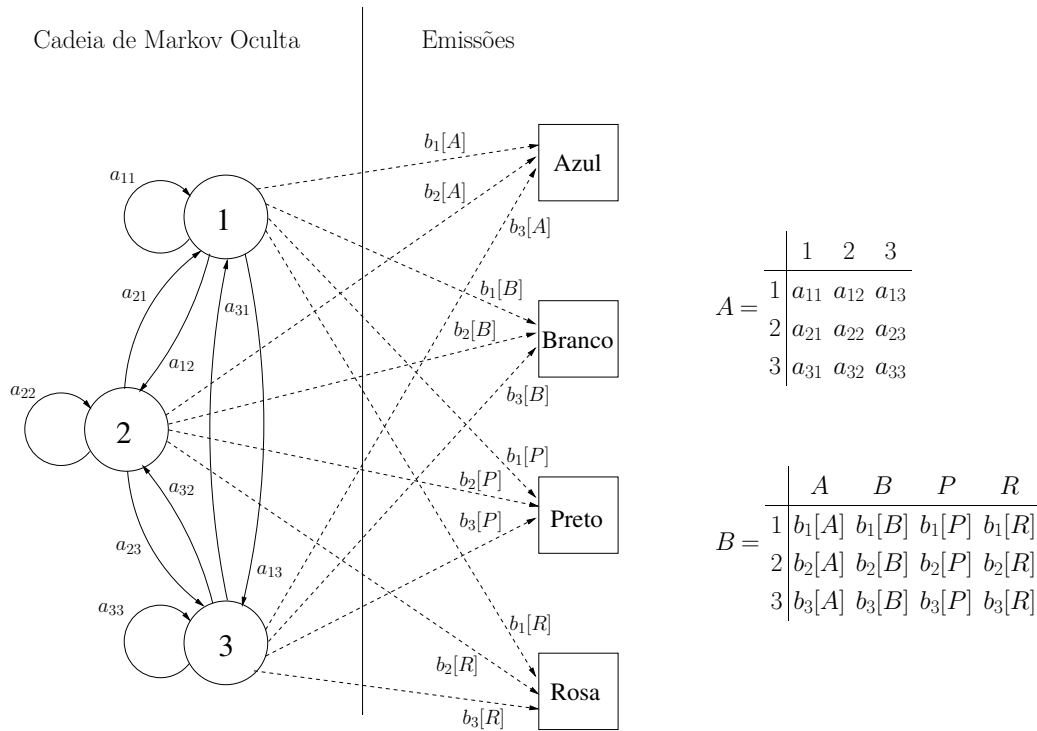 Cadeia de Markov Oculta
Emissões
a₁₁
1
a₂₁
a₁₂
a₃₁
a₂₂
2
a₃₂
a₂₃
a₁₃
a₃₃
3
b₁[A]
b₂[A]
b₃[A]
Azul
b₁[B]
b₂[B]
b₃[B]
Branco
b₁[P]
b₂[P]
b₃[P]
Preto
b₁[R]
b₂[R]
b₃[R]
Rosa
A =
1 2 3
1 a₁₁ a₁₂ a₁₃
2 a₂₁ a₂₂ a₂₃
3 a₃₁ a₃₂ a₃₃
B =
A B P R
1 b₁[A] b₁[B] b₁[P] b₁[R]
2 b₂[A] b₂[B] b₂[P] b₂[R]
3 b₃[A] b₃[B] b₃[P] b₃[R]